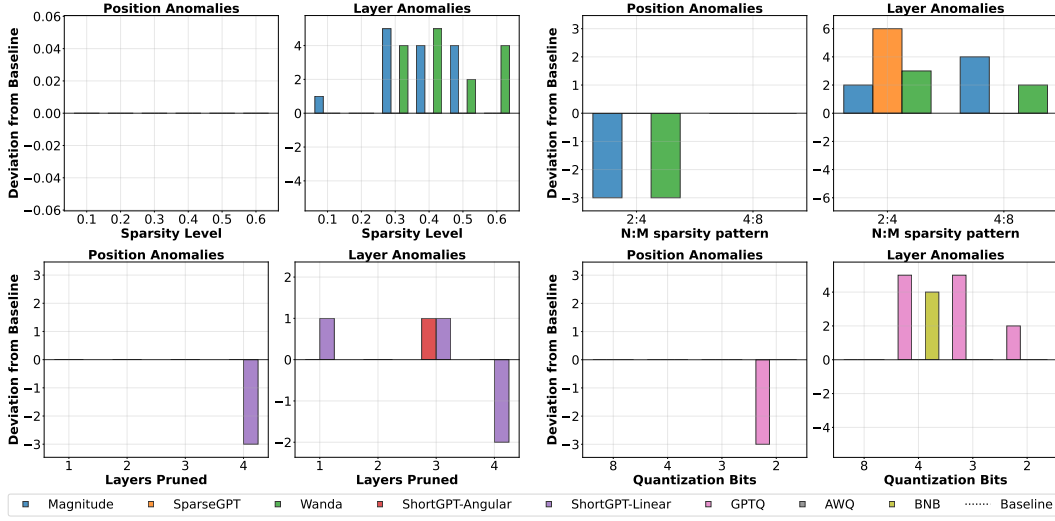 Position Anomalies
Layer Anomalies
Position Anomalies
Layer Anomalies
Deviation from Baseline
0.06
0.04
0.02
0.00
−0.02
−0.04
−0.06
0.1 0.2 0.3 0.4 0.5 0.6
Sparsity Level
4
2
0
−2
−4
0.1 0.2 0.3 0.4 0.5 0.6
Sparsity Level
Deviation from Baseline
3
2
1
0
−1
−2
−3
2:4 4:8
N:M sparsity pattern
6
4
2
0
−2
−4
−6
2:4 4:8
N:M sparsity pattern
Position Anomalies
Layer Anomalies
Position Anomalies
Layer Anomalies
Deviation from Baseline
3
2
1
0
−1
−2
−3
1 2 3 4
Layers Pruned
2
1
0
−1
−2
1 2 3 4
Layers Pruned
Deviation from Baseline
3
2
1
0
−1
−2
−3
8 4 3 2
Quantization Bits
4
2
0
−2
−4
8 4 3 2
Quantization Bits
Magnitude SparseGPT Wanda ShortGPT-Angular ShortGPT-Linear GPTQ AWQ BNB Baseline